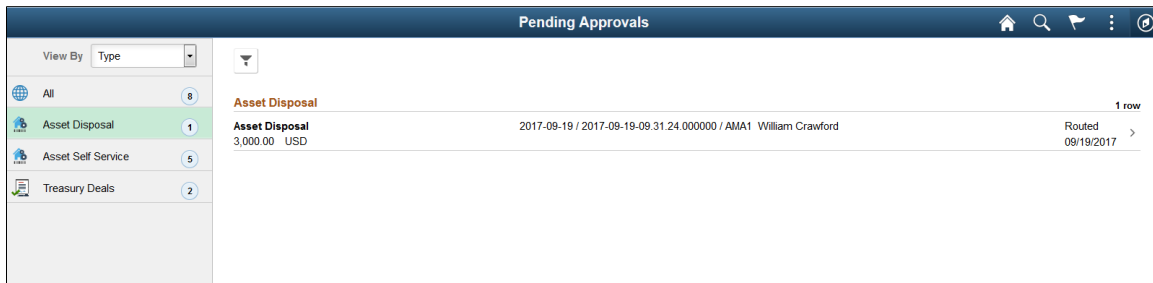 Pending Approvals
View By Type
All 8
Asset Disposal 1
Asset Self Service 5
Treasury Deals 2
Asset Disposal
1 row
Asset Disposal 2017-09-19 / 2017-09-19-09.31.24.000000 / AMA1 William Crawford Routed
3,000.00 USD 09/19/2017